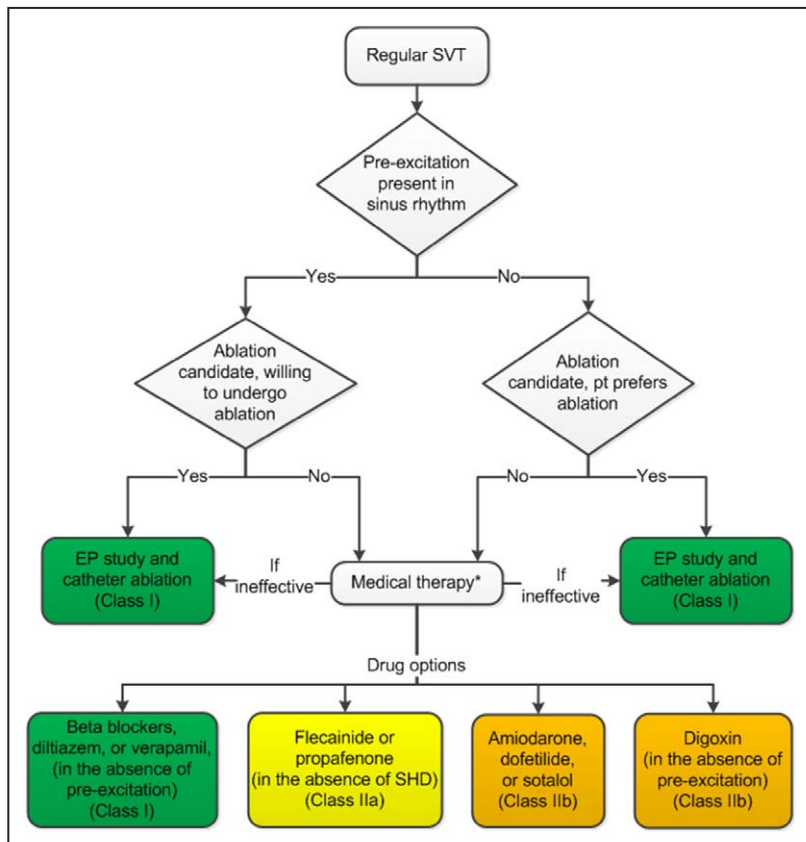 Regular SVT
Pre-excitation
present in
sinus rhythm
Yes
No
Ablation
candidate, willing
to undergo
ablation
Ablation
candidate, pt prefers
ablation
Yes
No
No
Yes
EP study and
catheter ablation
(Class I)
If
ineffective
Medical therapy*
If
ineffective
EP study and
catheter ablation
(Class I)
Drug options
Beta blockers,
diltiazem, or verapamil,
(in the absence of
pre-excitation)
(Class I)
Flecainide or
propafenone
(in the absence of SHD)
(Class IIa)
Amiodarone,
dofetilide,
or sotalol
(Class IIb)
Digoxin
(in the absence of
pre-excitation)
(Class IIb)